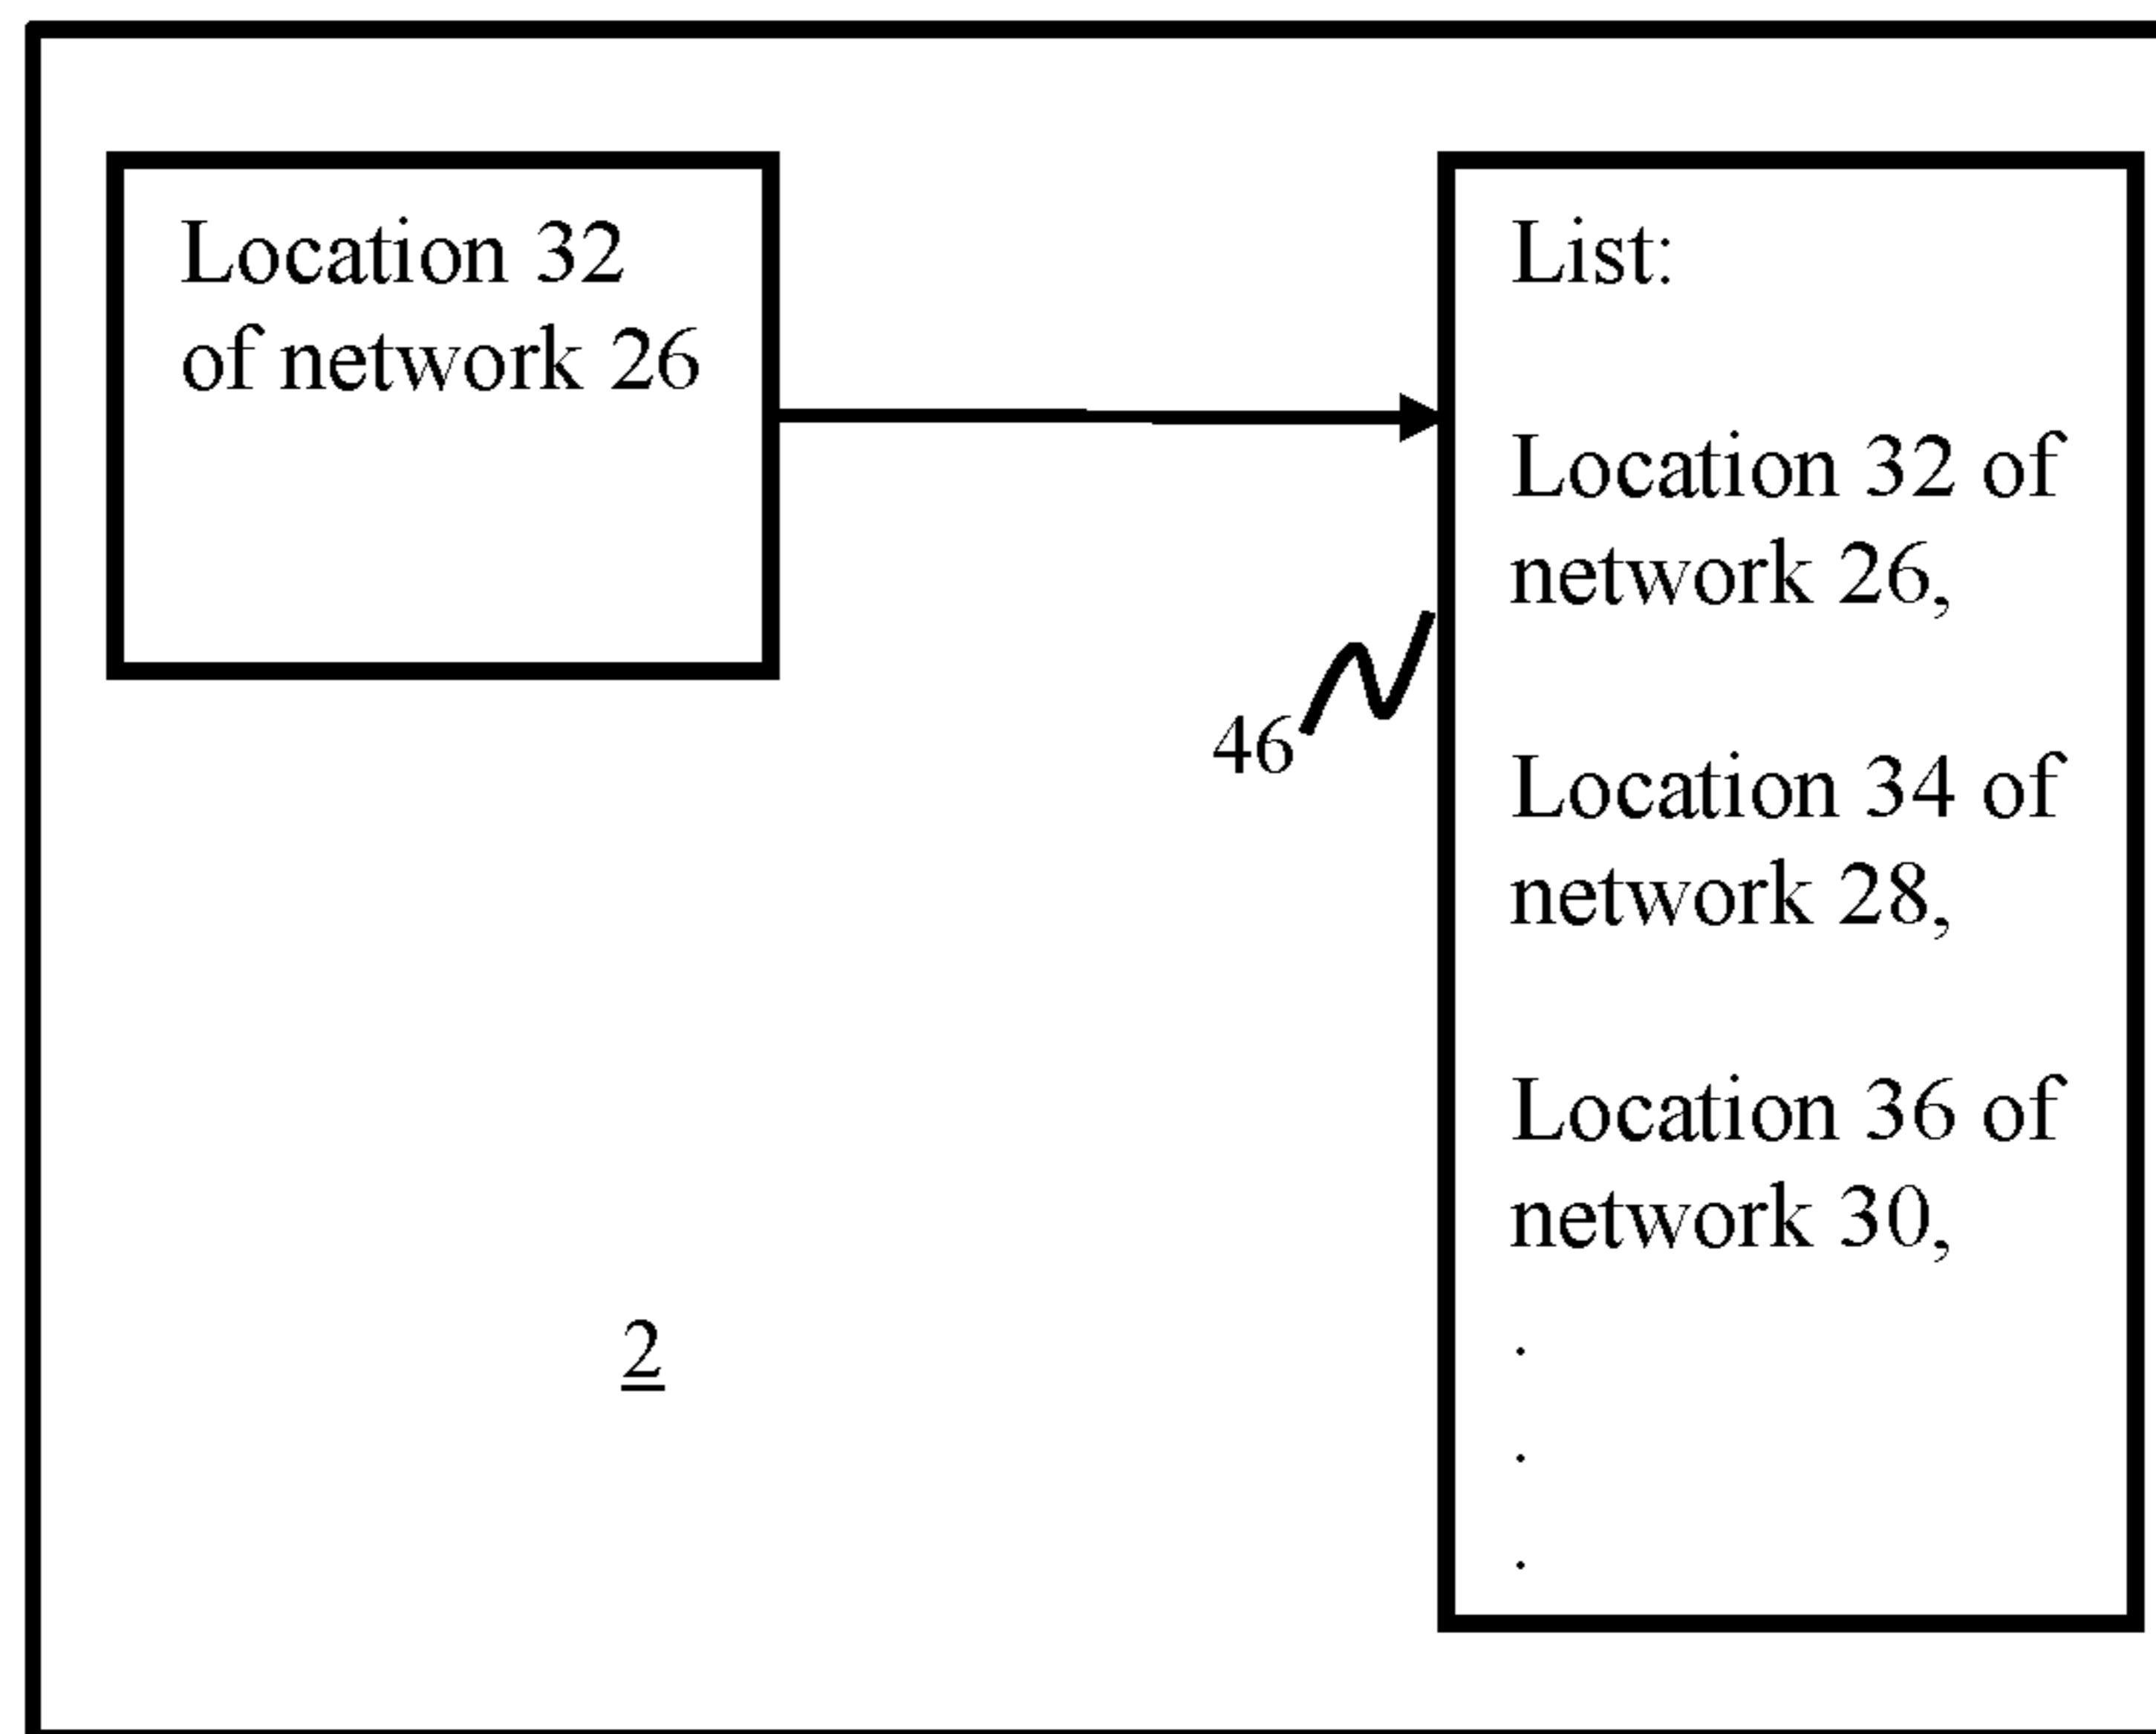 Location 32
of network 26
List:
Location 32 of
network 26,
46
Location 34 of
network 28,
Location 36 of
network 30,
2
.
.
.